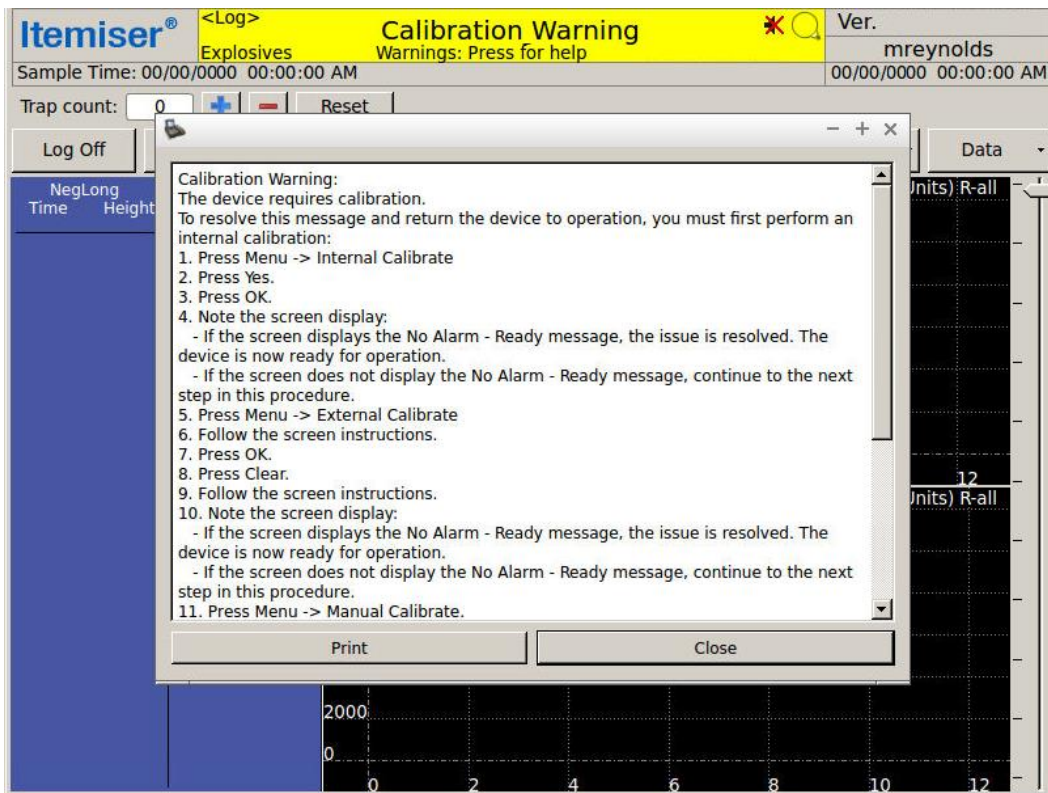 Itemiser®
<Log>
Explosives
Calibration Warning
Warnings: Press for help
Ver.
mreynolds
Sample Time: 00/00/0000 00:00:00 AM
00/00/0000 00:00:00 AM
Trap count: 0
Reset
Log Off
Data
NegLong
Time Height
Calibration Warning:
The device requires calibration.
To resolve this message and return the device to operation, you must first perform an
internal calibration:
1. Press Menu -> Internal Calibrate
2. Press Yes.
3. Press OK.
4. Note the screen display:
- If the screen displays the No Alarm - Ready message, the issue is resolved. The
device is now ready for operation.
- If the screen does not display the No Alarm - Ready message, continue to the next
step in this procedure.
5. Press Menu -> External Calibrate
6. Follow the screen instructions.
7. Press OK.
8. Press Clear.
9. Follow the screen instructions.
10. Note the screen display:
- If the screen displays the No Alarm - Ready message, the issue is resolved. The
device is now ready for operation.
- If the screen does not display the No Alarm - Ready message, continue to the next
step in this procedure.
11. Press Menu -> Manual Calibrate.
Print
Close
Units) R-all
12
Units) R-all
2000
0
0 2 4 6 8 10 12